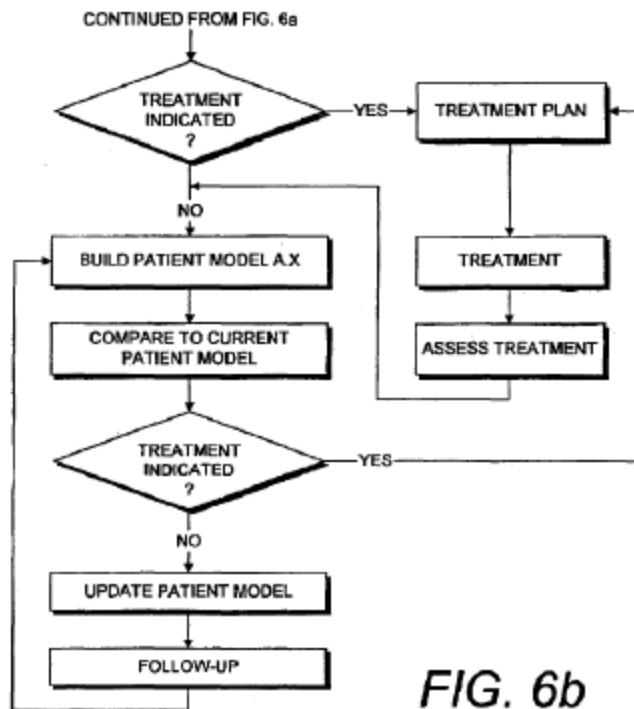 CONTINUED FROM FIG. 6a
TREATMENT
INDICATED
?
YES
TREATMENT PLAN
NO
BUILD PATIENT MODEL A.X
TREATMENT
COMPARE TO CURRENT
PATIENT MODEL
ASSESS TREATMENT
TREATMENT
INDICATED
?
YES
NO
UPDATE PATIENT MODEL
FOLLOW-UP
FIG. 6b